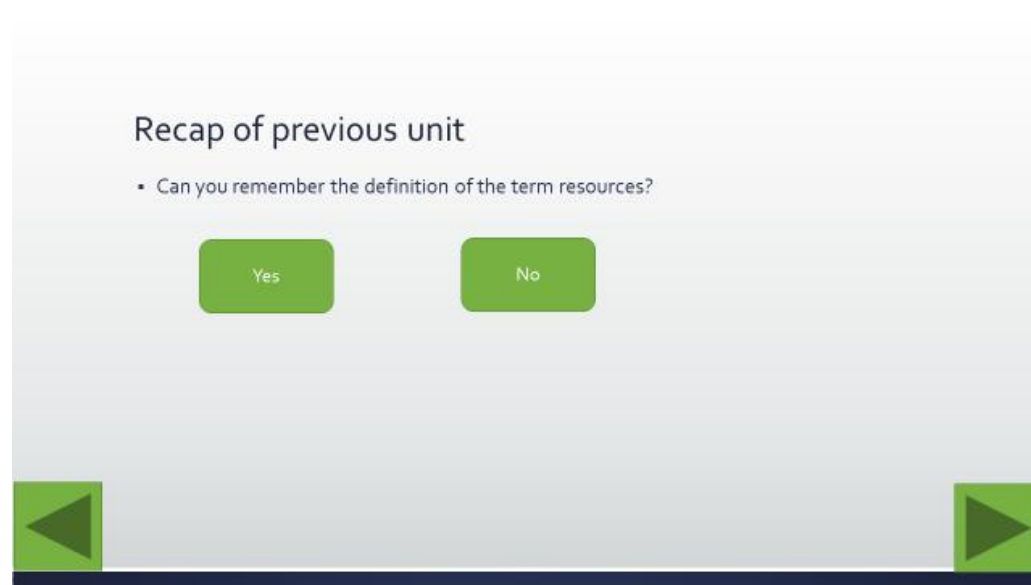 Recap of previous unit
▪ Can you remember the definition of the term resources?
Yes
No